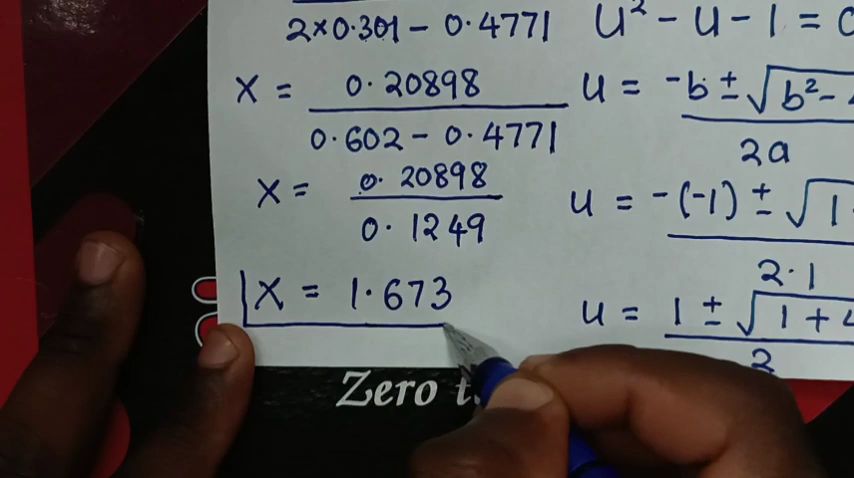 2×0.301 - 0.4771
x = 0.20898
0.602 - 0.4771
x = 0.20898
0.1249
x = 1.673
u² - u - 1 = 0
u = -b ± √b² -
2a
u = -(-1) ± √1
2·1
u = 1 ± √1 + 4
2
Zero t